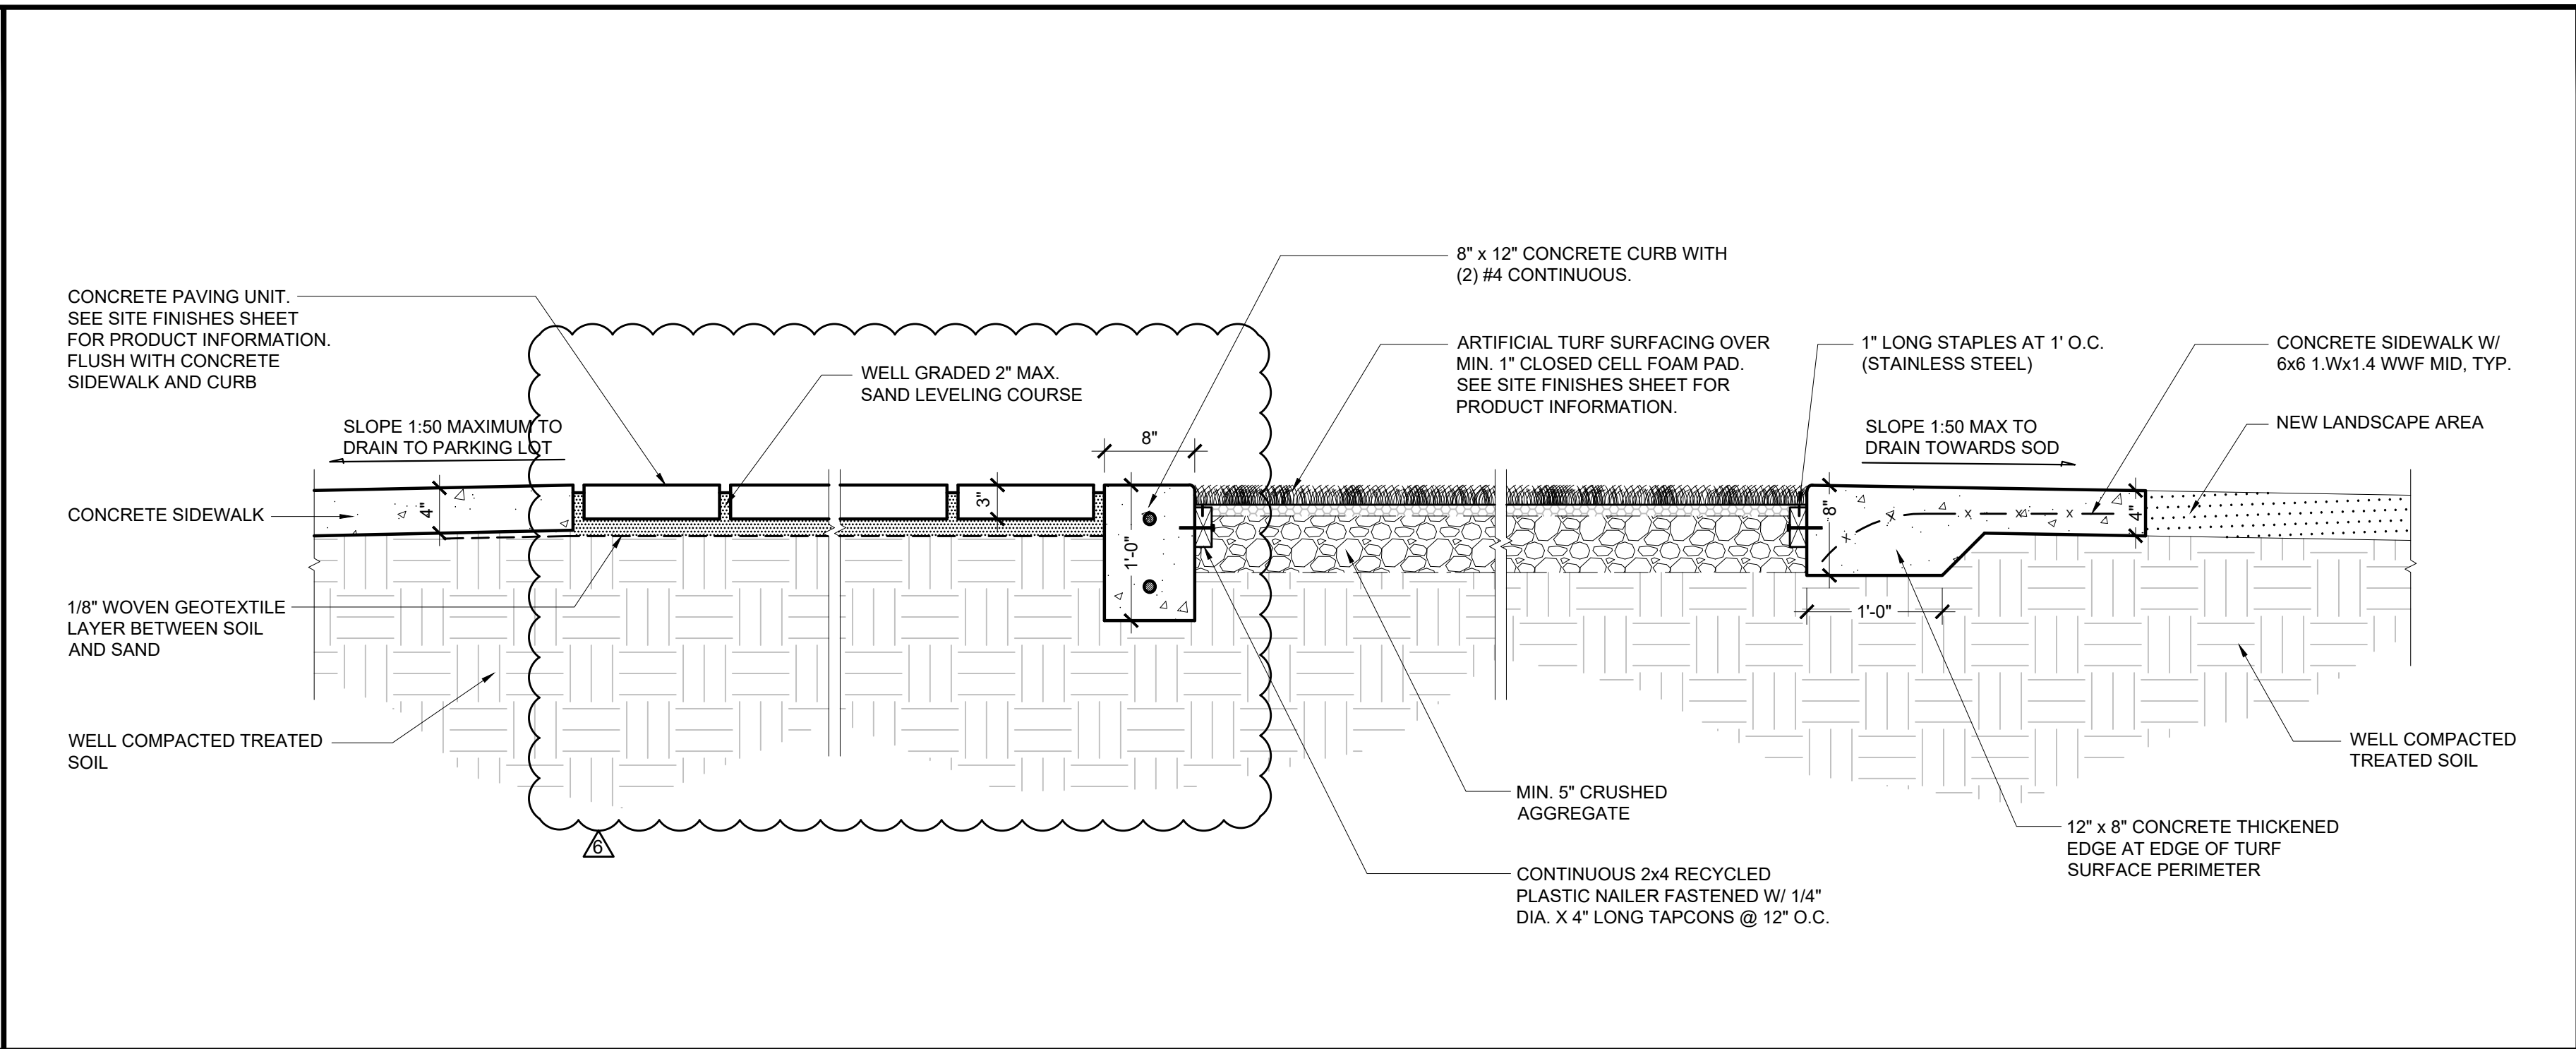 8" x 12" CONCRETE CURB WITH
(2) #4 CONTINUOUS.
CONCRETE PAVING UNIT.
SEE SITE FINISHES SHEET
FOR PRODUCT INFORMATION.
FLUSH WITH CONCRETE
SIDEWALK AND CURB
WELL GRADED 2" MAX.
SAND LEVELING COURSE
ARTIFICIAL TURF SURFACING OVER
MIN. 1" CLOSED CELL FOAM PAD.
SEE SITE FINISHES SHEET FOR
PRODUCT INFORMATION.
1" LONG STAPLES AT 1' O.C.
(STAINLESS STEEL)
CONCRETE SIDEWALK W/
6x6 1.Wx1.4 WWF MID, TYP.
SLOPE 1:50 MAXIMUM TO
DRAIN TO PARKING LOT
SLOPE 1:50 MAX TO
DRAIN TOWARDS SOD
NEW LANDSCAPE AREA
8"
4"
3"
1'-0"
8"
4"
CONCRETE SIDEWALK
1/8" WOVEN GEOTEXTILE
LAYER BETWEEN SOIL
AND SAND
1'-0"
WELL COMPACTED TREATED
SOIL
WELL COMPACTED
TREATED SOIL
MIN. 5" CRUSHED
AGGREGATE
12" x 8" CONCRETE THICKENED
EDGE AT EDGE OF TURF
SURFACE PERIMETER
6
CONTINUOUS 2x4 RECYCLED
PLASTIC NAILER FASTENED W/ 1/4"
DIA. X 4" LONG TAPCONS @ 12" O.C.